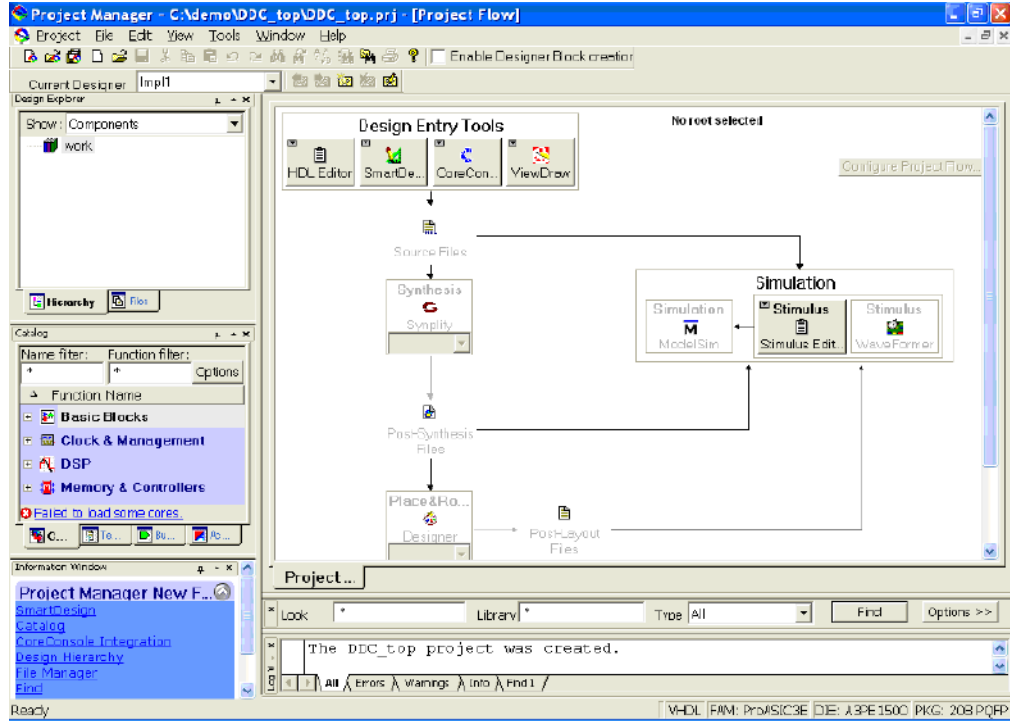 Project Manager - C:\demo\DDC_top\DDC_top.prj - [Project Flow]
Project File Edit View Tools Window Help
Enable Designer Block creation
Current Designer Impl1
Design Explorer
Show: Components
work
Hierarchy Files
Design Entry Tools
HDL Editor SmartDe... CoreCon... ViewDraw
No root selected
Configure Project Flow...
Source Files
Synthesis
Synplify
Post-Synthesis
Files
Place&Ro...
Designer
Post-Layout
Files
Simulation
Simulation
ModelSim
Stimulus
Stimulus Edit...
Stimulus
WaveFormer
Project ...
Catalog
Name filter: Function filter:
* * Options
Function Name
Basic Blocks
Clock & Management
DSP
Memory & Controllers
Failed to load some cores.
C... Te... Bu...
Information Window
Project Manager New F...
SmartDesign
Catalog
CoreConsole Integration
Design Hierarchy
File Manager
Find
Look * Library * Type All Find Options >>
The DDC_top project was created.
Log
All Errors Warnings Info Find 1
Ready
VHDL FAM: ProASIC3E DIE: A3PE1500 PKG: 208 PQFP